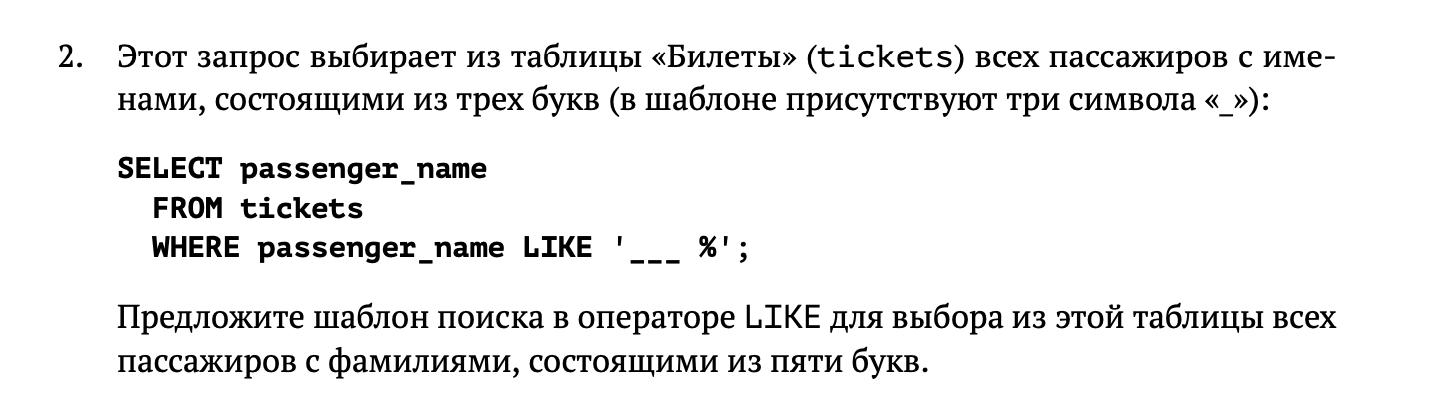 2. Этот запрос выбирает из таблицы «Билеты» (tickets) всех пассажиров с име-
нами, состоящими из трех букв (в шаблоне присутствуют три символа «_»):
SELECT passenger_name
FROM tickets
WHERE passenger_name LIKE '___ %';
Предложите шаблон поиска в операторе LIKE для выбора из этой таблицы всех
пассажиров с фамилиями, состоящими из пяти букв.